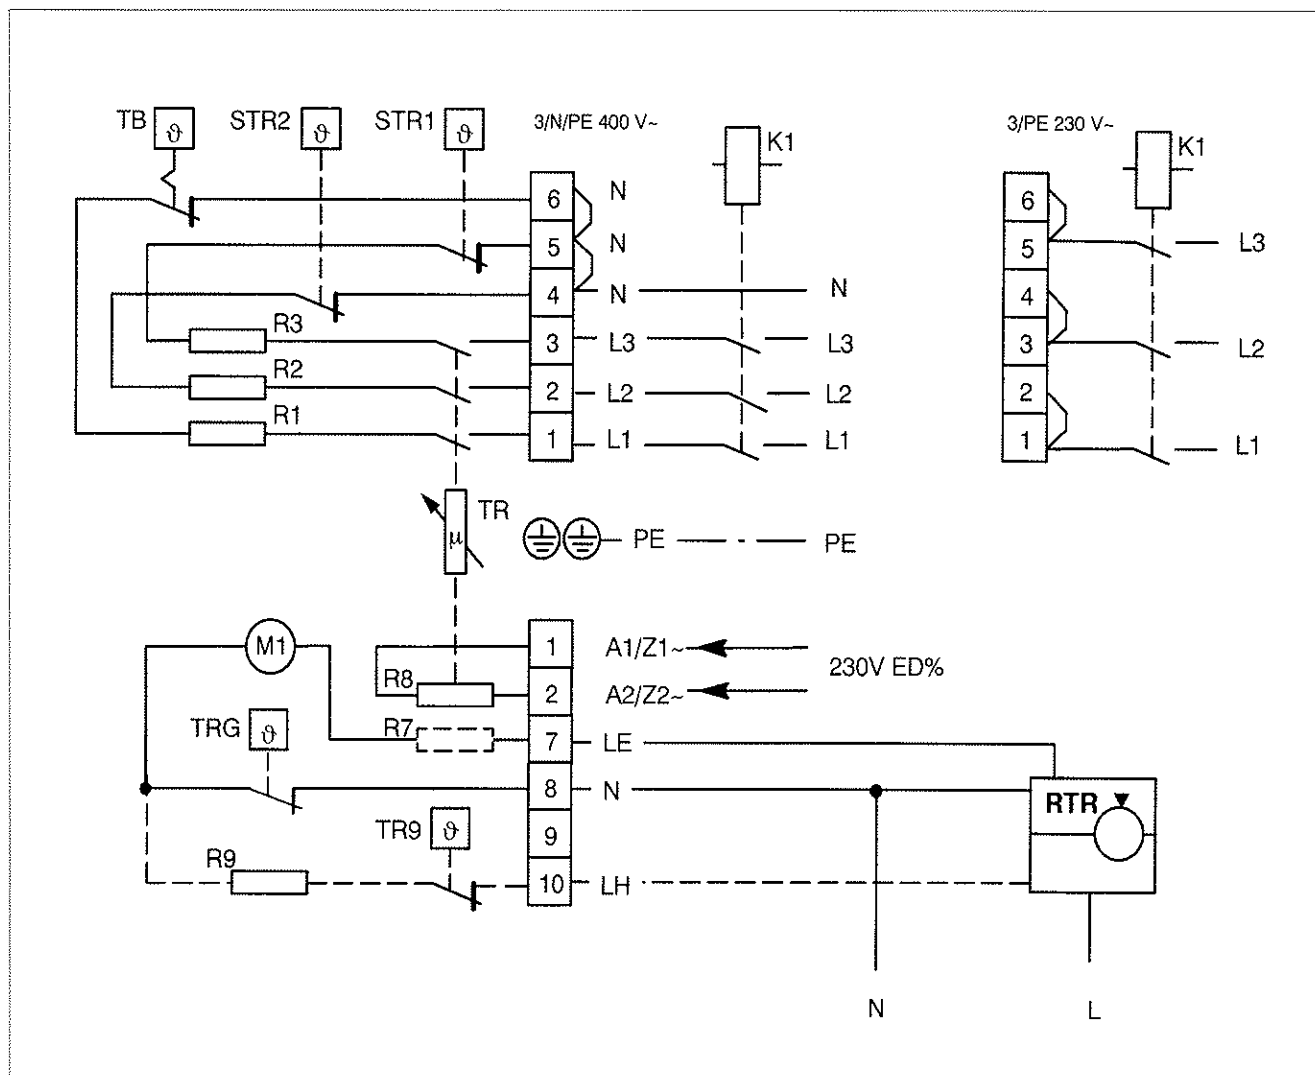 TB ϑ STR2 ϑ STR1 ϑ 3/N/PE 400 V~ K1 3/PE 230 V~ K1
6 N 6
5 N 5 L3
4 N N 4
R3 3 L3 L3 3 L2
R2 2 L2 L2 2
R1 1 L1 L1 1 L1
TR
µ PE PE
M1 1 A1/Z1~ 230V ED%
R8 2 A2/Z2~
TRG ϑ R7 7 LE
8 N RTR
TR9 ϑ 9
R9 10 LH
N L